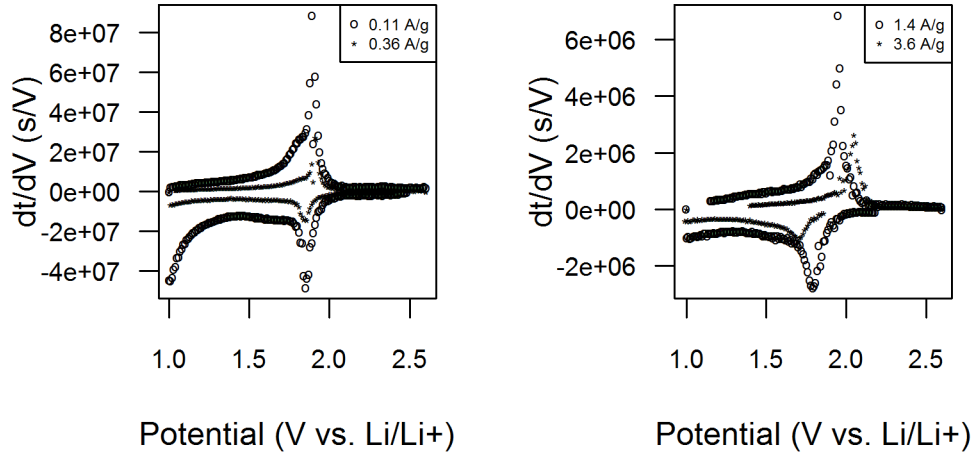 dt/dV (s/V)
8e+07
6e+07
4e+07
2e+07
0e+00
-2e+07
-4e+07
o 0.11 A/g
* 0.36 A/g
1.0 1.5 2.0 2.5
Potential (V vs. Li/Li+)
dt/dV (s/V)
6e+06
4e+06
2e+06
0e+00
-2e+06
o 1.4 A/g
* 3.6 A/g
1.0 1.5 2.0 2.5
Potential (V vs. Li/Li+)